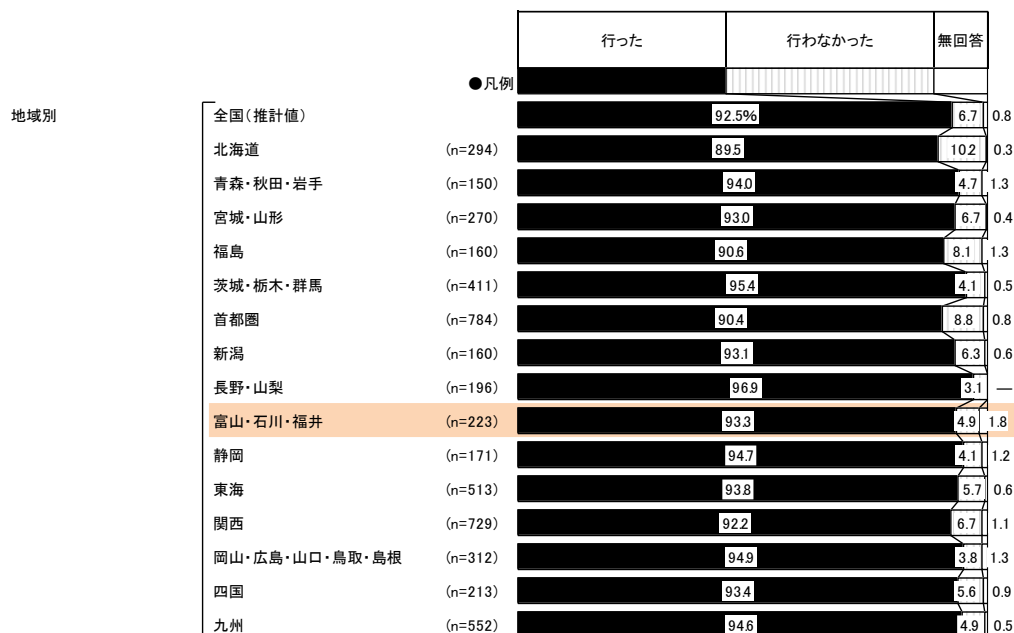 行った 行わなかった 無回答
●凡例
地域別 全国(推計値) 92.5% 6.7 0.8
北海道 (n=294) 89.5 10.2 0.3
青森・秋田・岩手 (n=150) 94.0 4.7 1.3
宮城・山形 (n=270) 93.0 6.7 0.4
福島 (n=160) 90.6 8.1 1.3
茨城・栃木・群馬 (n=411) 95.4 4.1 0.5
首都圏 (n=784) 90.4 8.8 0.8
新潟 (n=160) 93.1 6.3 0.6
長野・山梨 (n=196) 96.9 3.1 ―
富山・石川・福井 (n=223) 93.3 4.9 1.8
静岡 (n=171) 94.7 4.1 1.2
東海 (n=513) 93.8 5.7 0.6
関西 (n=729) 92.2 6.7 1.1
岡山・広島・山口・鳥取・島根 (n=312) 94.9 3.8 1.3
四国 (n=213) 93.4 5.6 0.9
九州 (n=552) 94.6 4.9 0.5